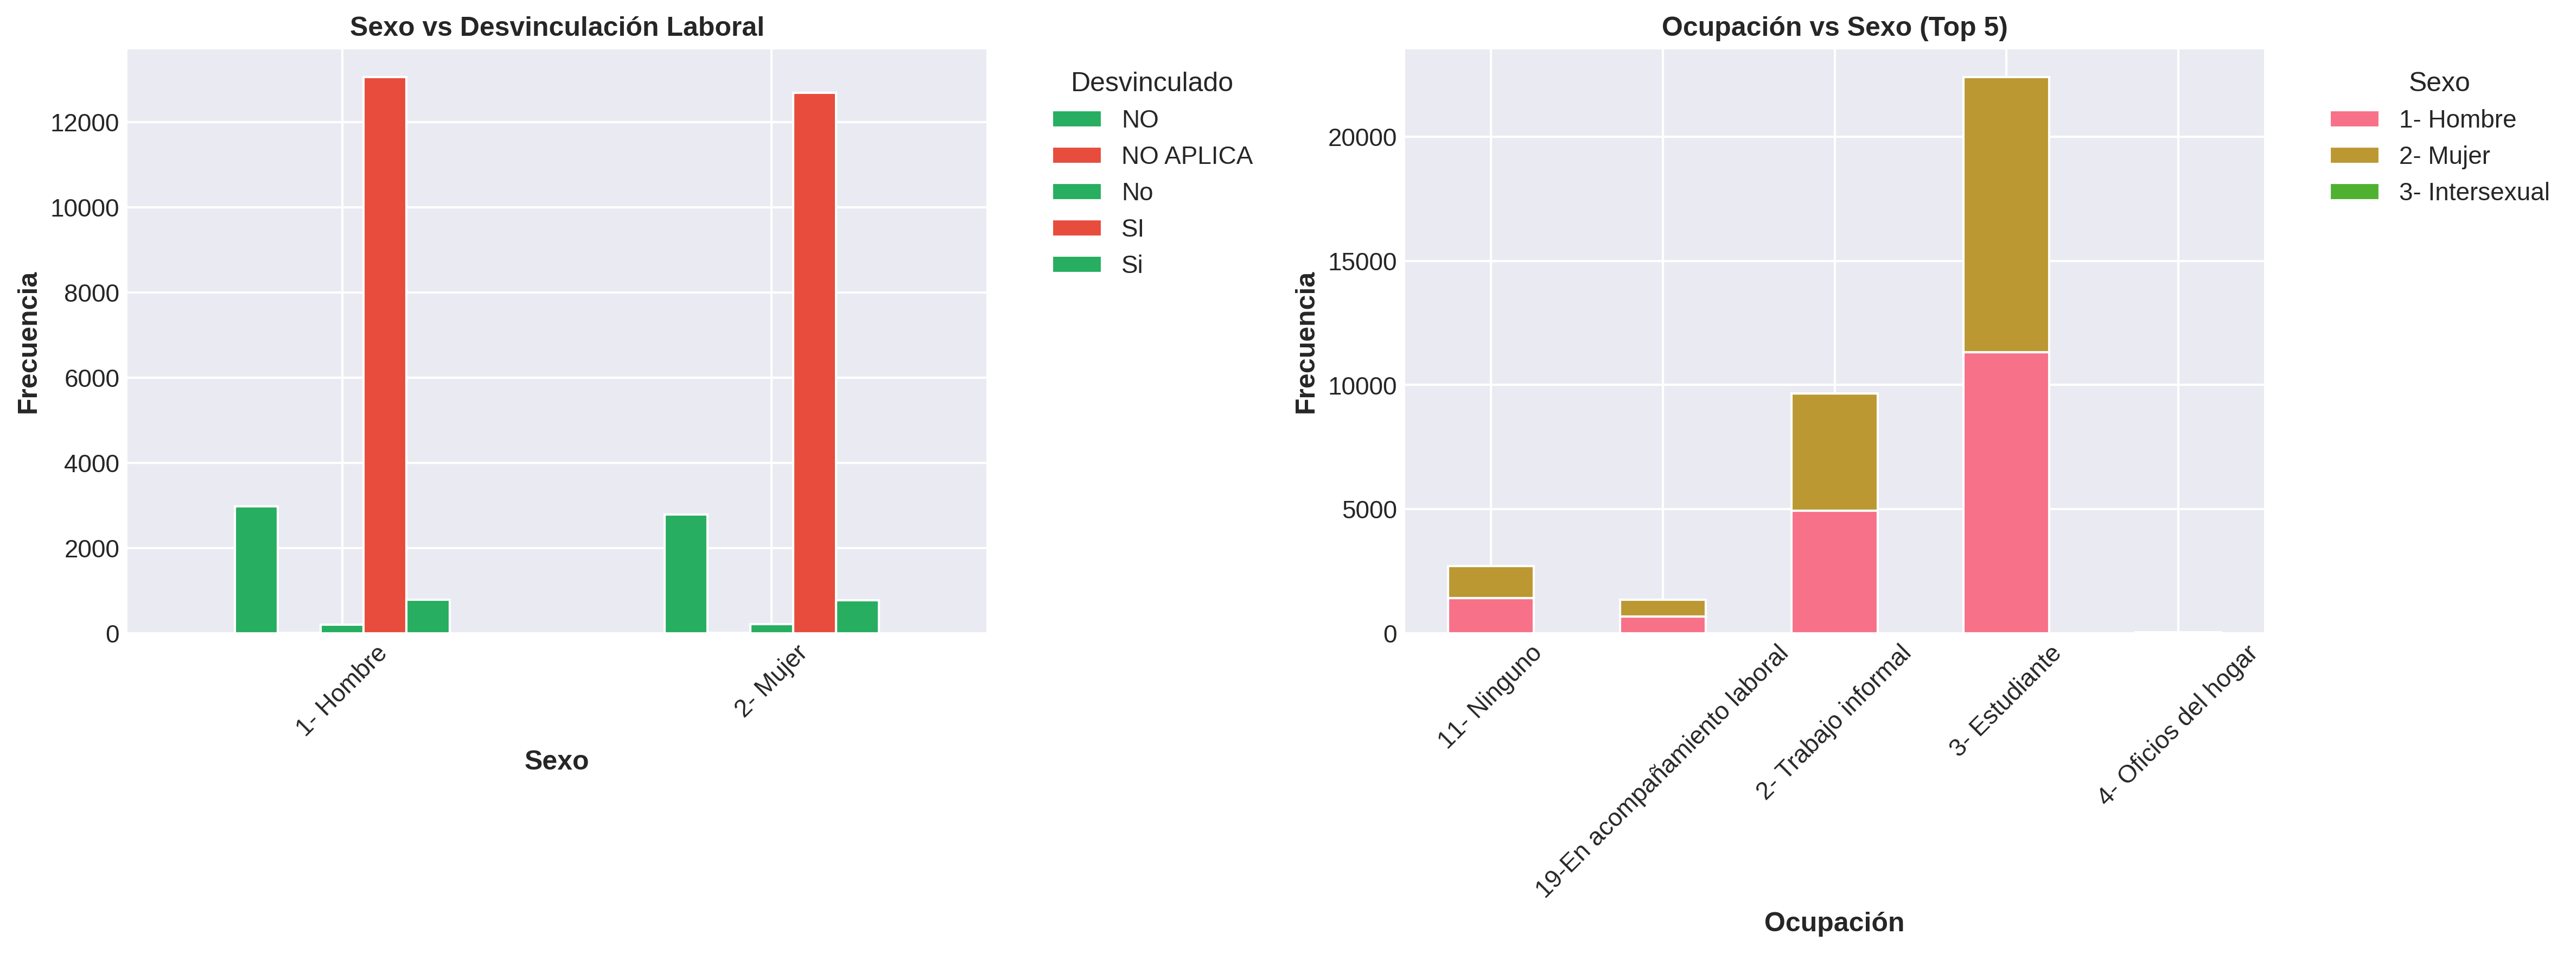 Sexo vs Desvinculación Laboral
Frecuencia
12000
10000
8000
6000
4000
2000
0
1- Hombre
2- Mujer
Sexo
Desvinculado
NO
NO APLICA
No
SI
Si
Ocupación vs Sexo (Top 5)
Frecuencia
20000
15000
10000
5000
0
11- Ninguno
19-En acompañamiento laboral
2- Trabajo informal
3- Estudiante
4- Oficios del hogar
Ocupación
Sexo
1- Hombre
2- Mujer
3- Intersexual